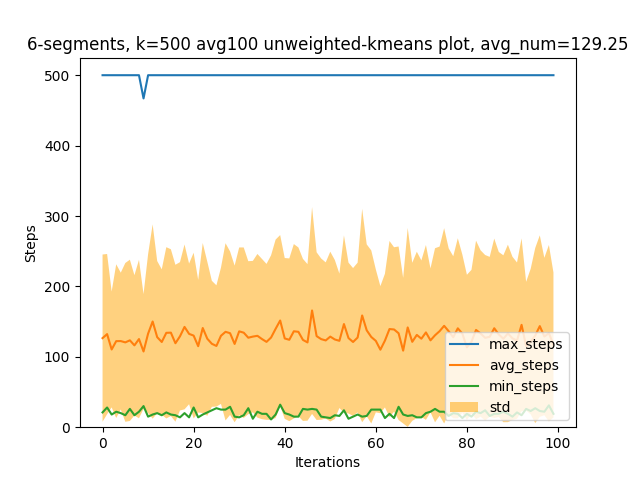 6-segments, k=500 avg100 unweighted-kmeans plot, avg_num=129.25
500
400
300
200
100
0
Steps
0 20 40 60 80 100
Iterations
max_steps
avg_steps
min_steps
std